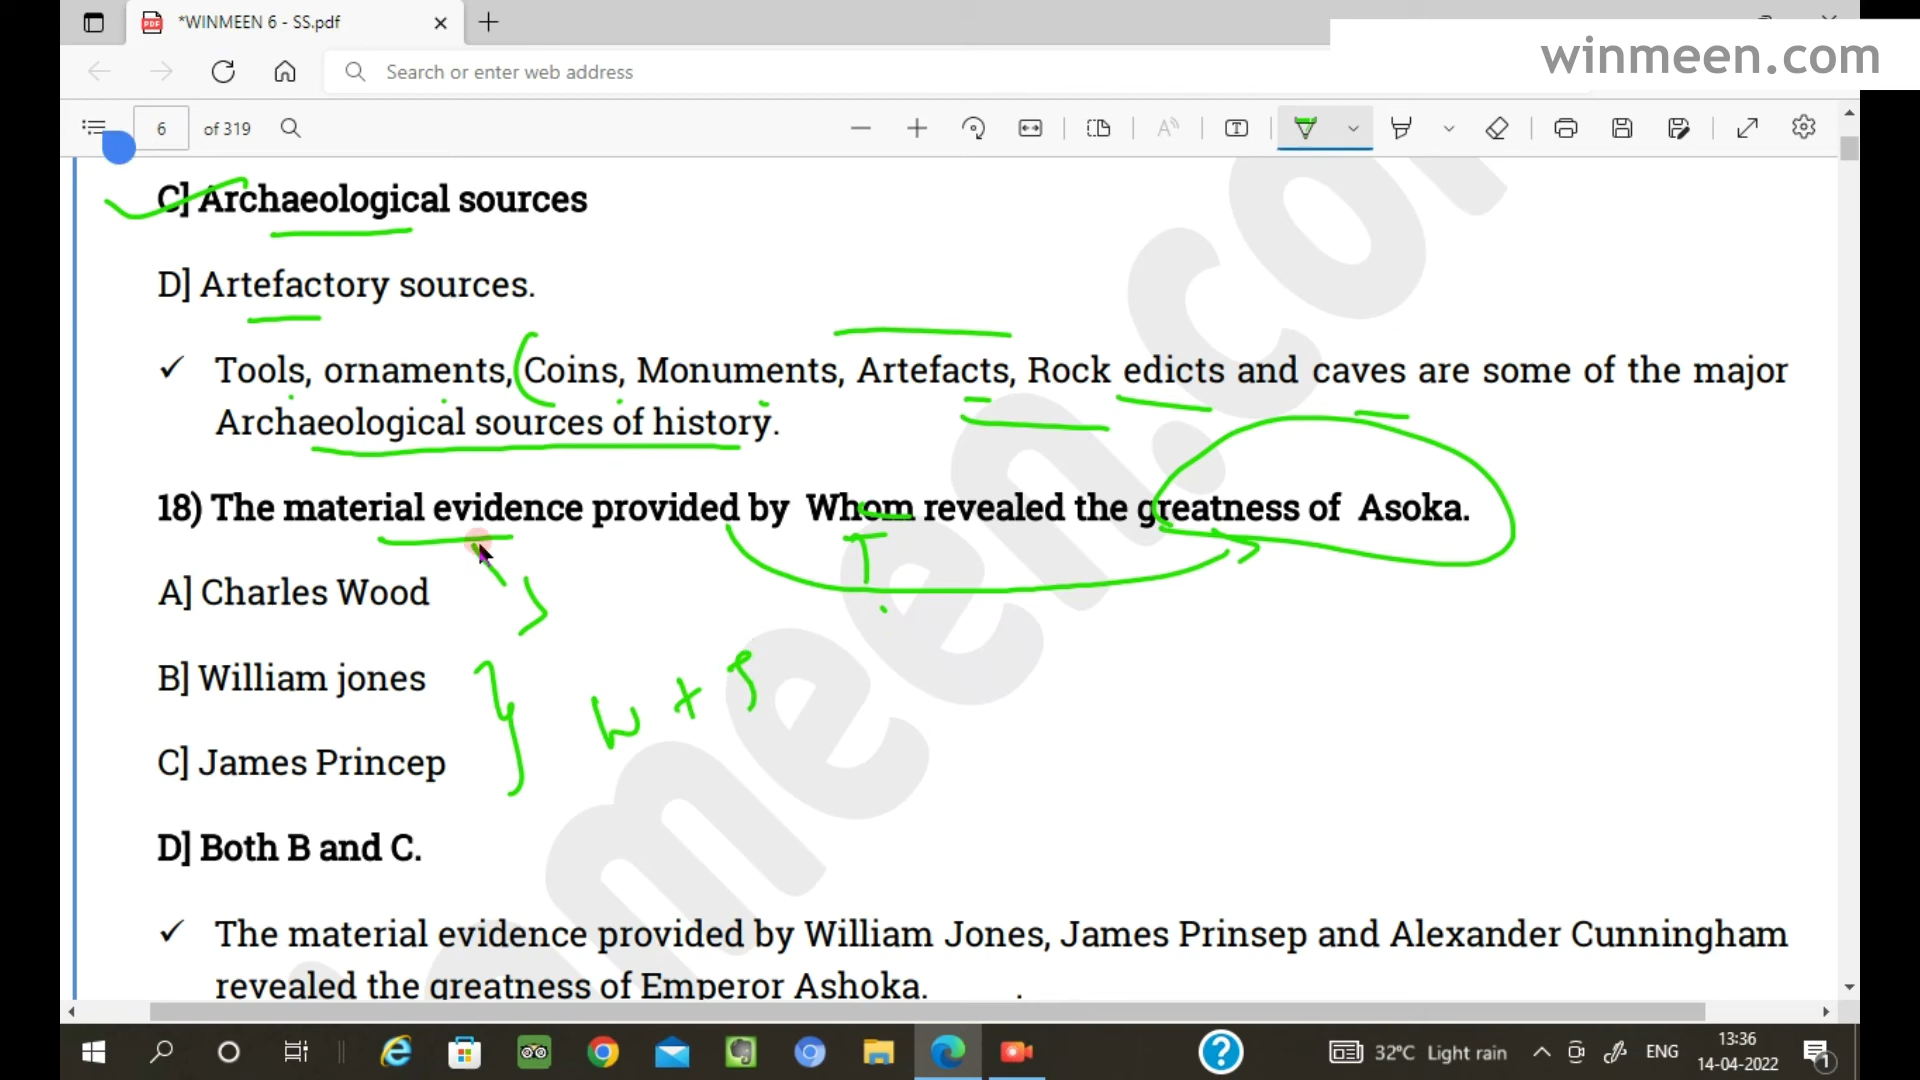 *WINMEEN 6 - SS.pdf
winmeen.com
Search or enter web address
6 of 319
C] Archaeological sources
D] Artefactory sources.
✓ Tools, ornaments, Coins, Monuments, Artefacts, Rock edicts and caves are some of the major
Archaeological sources of history.
18) The material evidence provided by Whom revealed the greatness of Asoka.
A] Charles Wood
B] William jones
C] James Princep
D] Both B and C.
✓ The material evidence provided by William Jones, James Prinsep and Alexander Cunningham
revealed the greatness of Emperor Ashoka.
32°C Light rain
ENG
13:36
14-04-2022
1